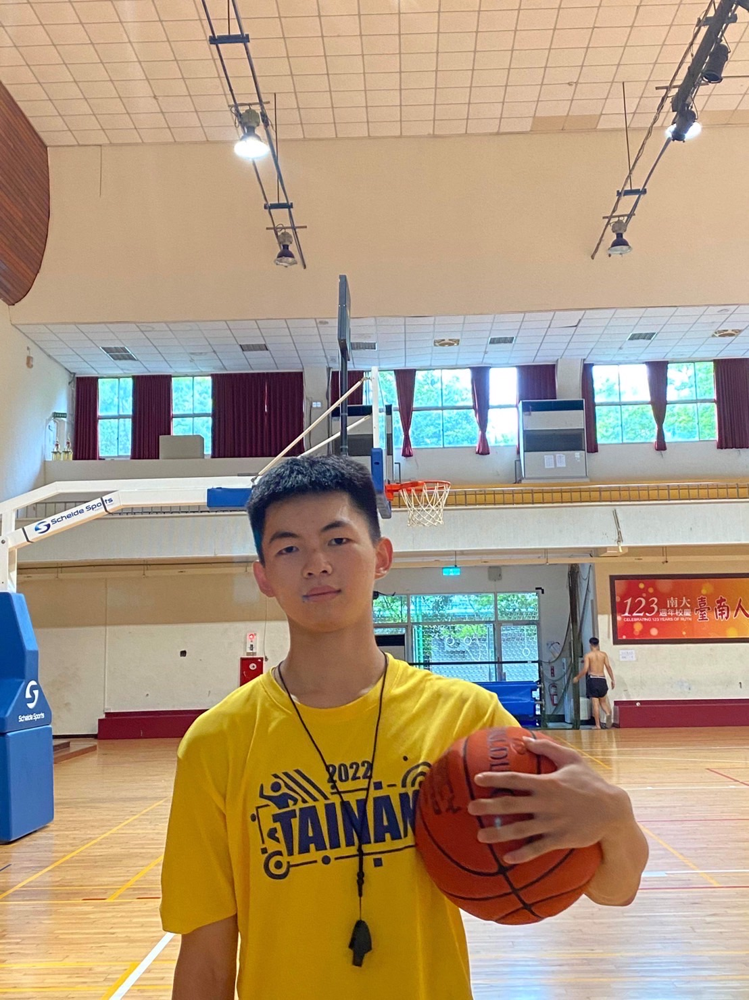 Schelde Sports
123 南大
週年校慶
CELEBRATING 123 YEARS OF NUTN
臺南人
Schelde Sports
2022
TAINAN